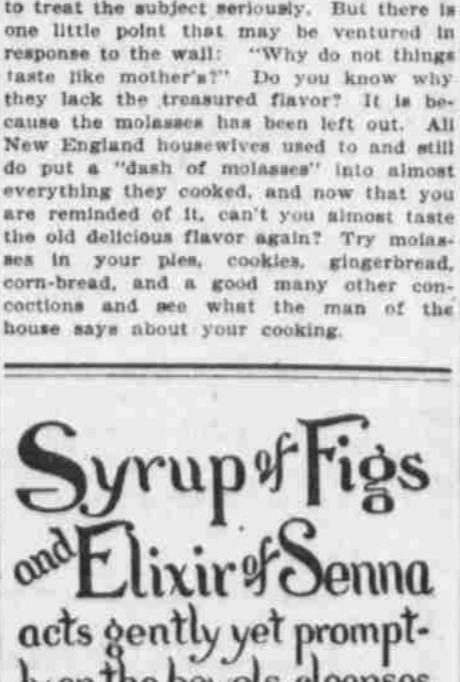 to treat the subject seriously. But there is
one little point that may be ventured in
response to the wail: "Why do not things
taste like mother's?" Do you know why
they lack the treasured flavor? It is be-
cause the molasses has been left out. All
New England housewives used to and still
do put a "dash of molasses" into almost
everything they cooked, and now that you
are reminded of it, can't you almost taste
the old delicious flavor again? Try molas-
ses in your pies, cookies, gingerbread,
corn-bread, and a good many other con-
coctions and see what the man of the
house says about your cooking.
Syrup of Figs
and Elixir of Senna
acts gently yet prompt-
ly on the bowels, cleanses